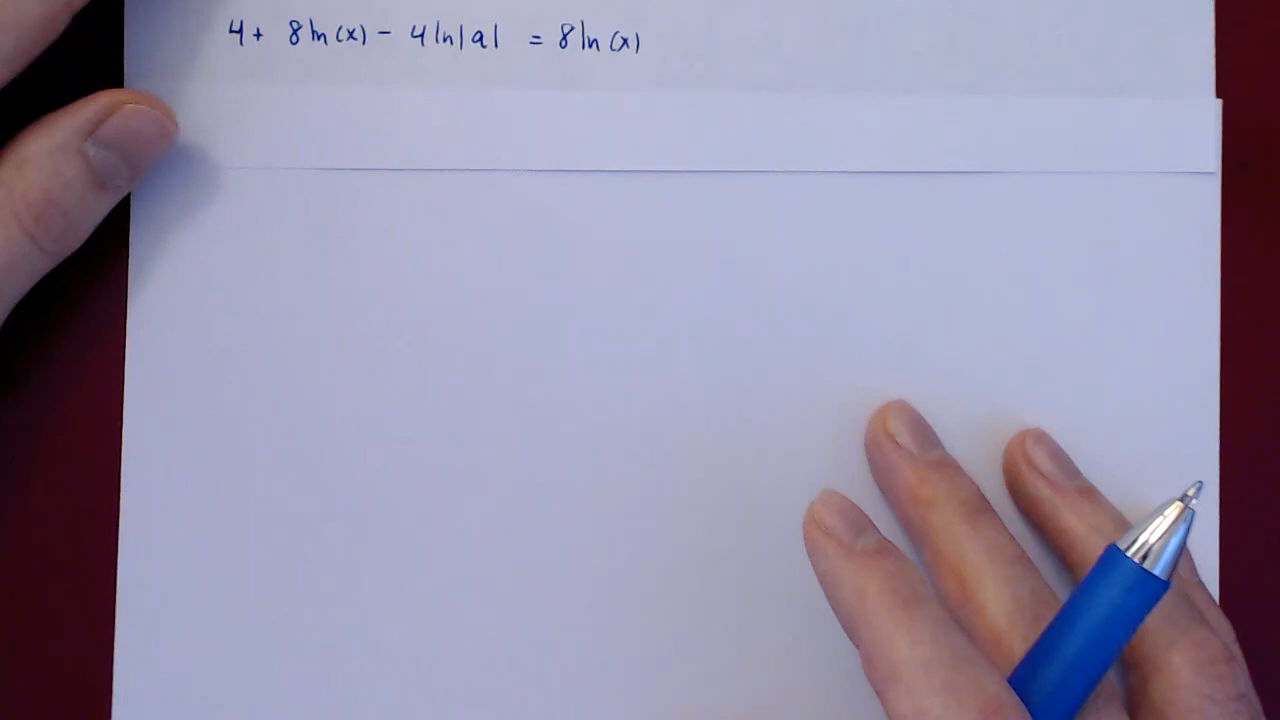 4 + 8 ln(x) - 4 ln|a| = 8 ln(x)